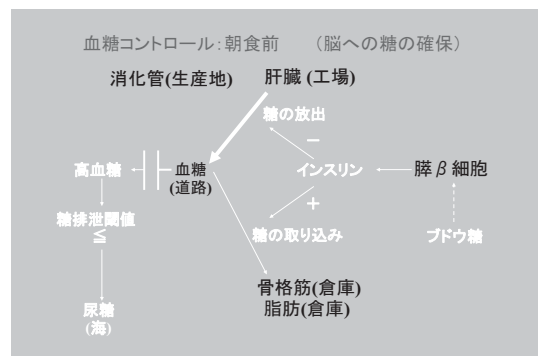 血糖コントロール：朝食前　（脳への糖の確保）
消化管(生産地)　肝臓(工場)
糖の放出
−
高血糖　血糖　インスリン　膵β細胞
(道路)
+
糖排泄閾値
≦
糖の取り込み　ブドウ糖
骨格筋(倉庫)
脂肪(倉庫)
尿糖
(海)